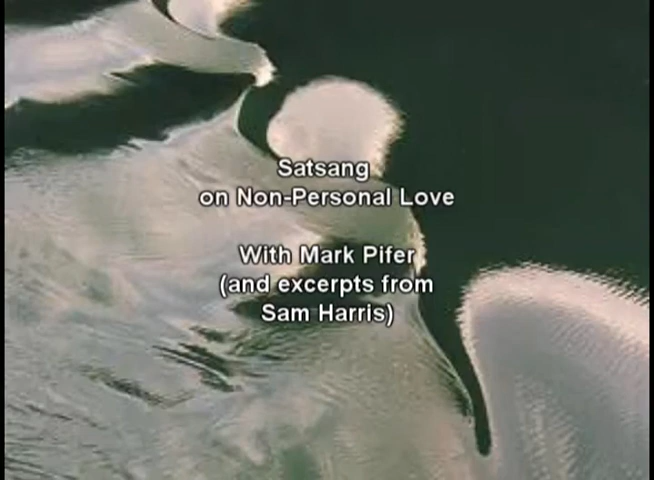 Satsang
on Non-Personal Love
With Mark Pifer
(and excerpts from
Sam Harris)